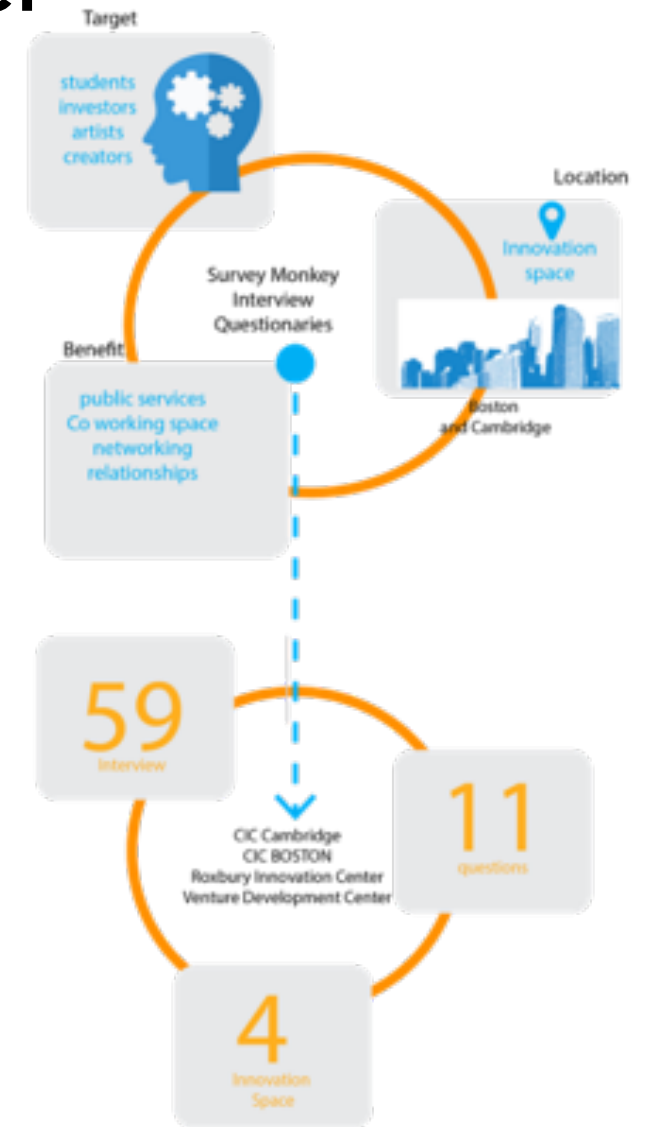 Target
students
investors
artists
creators
Location
Innovation
space
Survey Monkey
Interview
Questionaries
Benefit
public services
Co working space
networking
relationships
Boston
and Cambridge
59
Interview
11
questions
CIC Cambridge
CIC BOSTON
Roxbury Innovation Center
Venture Development Center
4
Innovation
Space